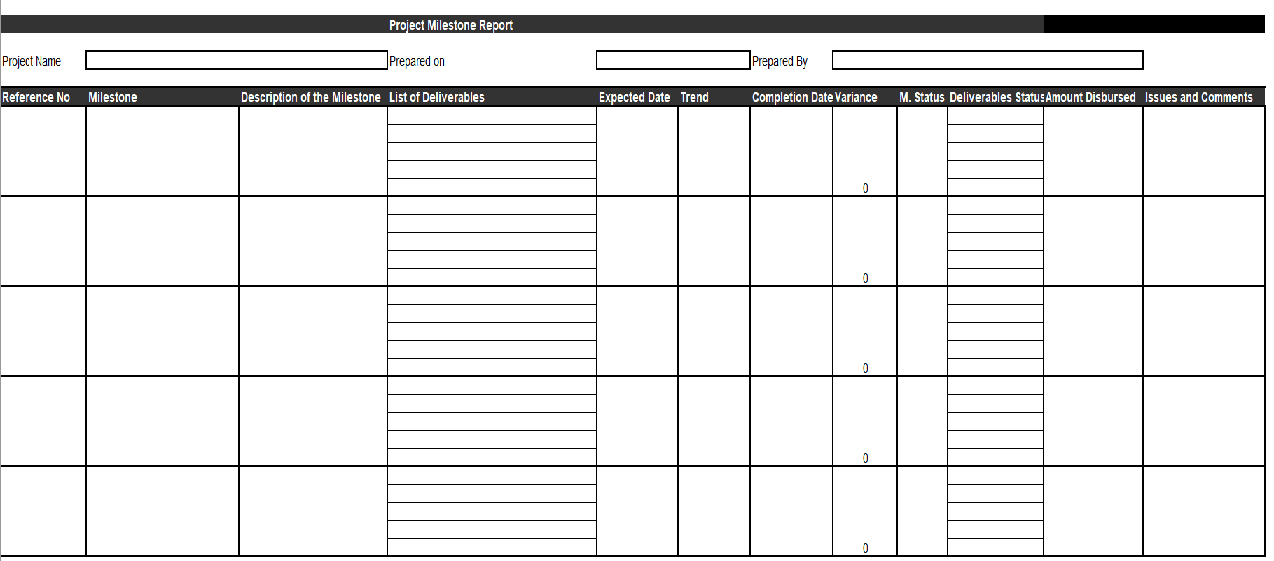 Project Milestone Report
Project Name Prepared on Prepared By
Reference No Milestone Description of the Milestone List of Deliverables Expected Date Trend Completion Date Variance M. Status Deliverables Status Amount Disbursed Issues and Comments
0
0
0
0
0